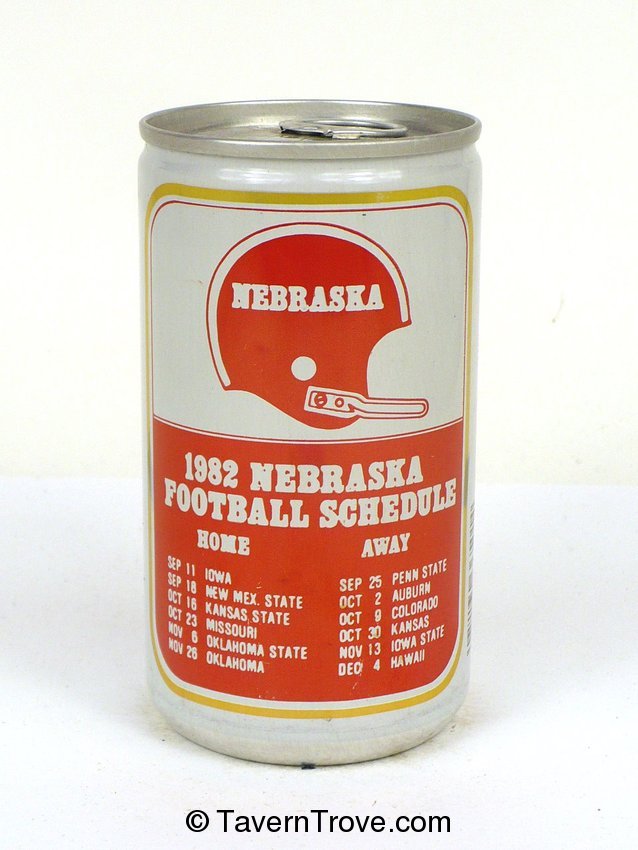 NEBRASKA
1982 NEBRASKA
FOOTBALL SCHEDULE
HOME
SEP 11 IOWA
SEP 18 NEW MEX. STATE
OCT 16 KANSAS STATE
OCT 23 MISSOURI
NOV 6 OKLAHOMA STATE
NOV 26 OKLAHOMA
AWAY
SEP 25 PENN STATE
OCT 2 AUBURN
OCT 9 COLORADO
OCT 30 KANSAS
NOV 13 IOWA STATE
DEC 4 HAWAII
© TavernTrove.com